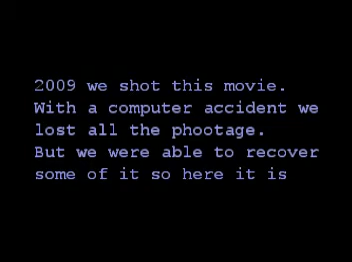 2009 we shot this movie.
With a computer accident we
lost all the phootage.
But we were able to recover
some of it so here it is